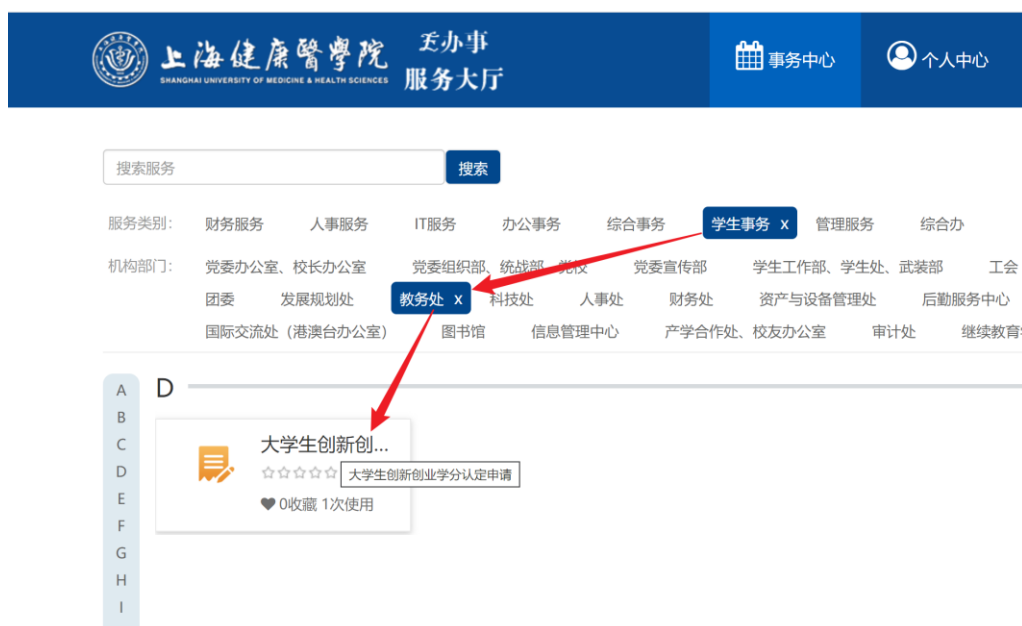 上海健康醫學院
SHANGHAI UNIVERSITY OF MEDICINE & HEALTH SCIENCES
办事
服务大厅
事务中心
个人中心
搜索服务
搜索
服务类别: 财务服务 人事服务 IT服务 办公事务 综合事务 学生事务 x 管理服务 综合办
机构部门: 党委办公室、校长办公室 党委组织部、统战部、党校 党委宣传部 学生工作部、学生处、武装部 工会
团委 发展规划处 教务处 x 科技处 人事处 财务处 资产与设备管理处 后勤服务中心
国际交流处（港澳台办公室） 图书馆 信息管理中心 产学合作处、校友办公室 审计处 继续教育
A
B
C
D
E
F
G
H
I
D
大学生创新创...
大学生创新创业学分认定申请
0收藏 1次使用